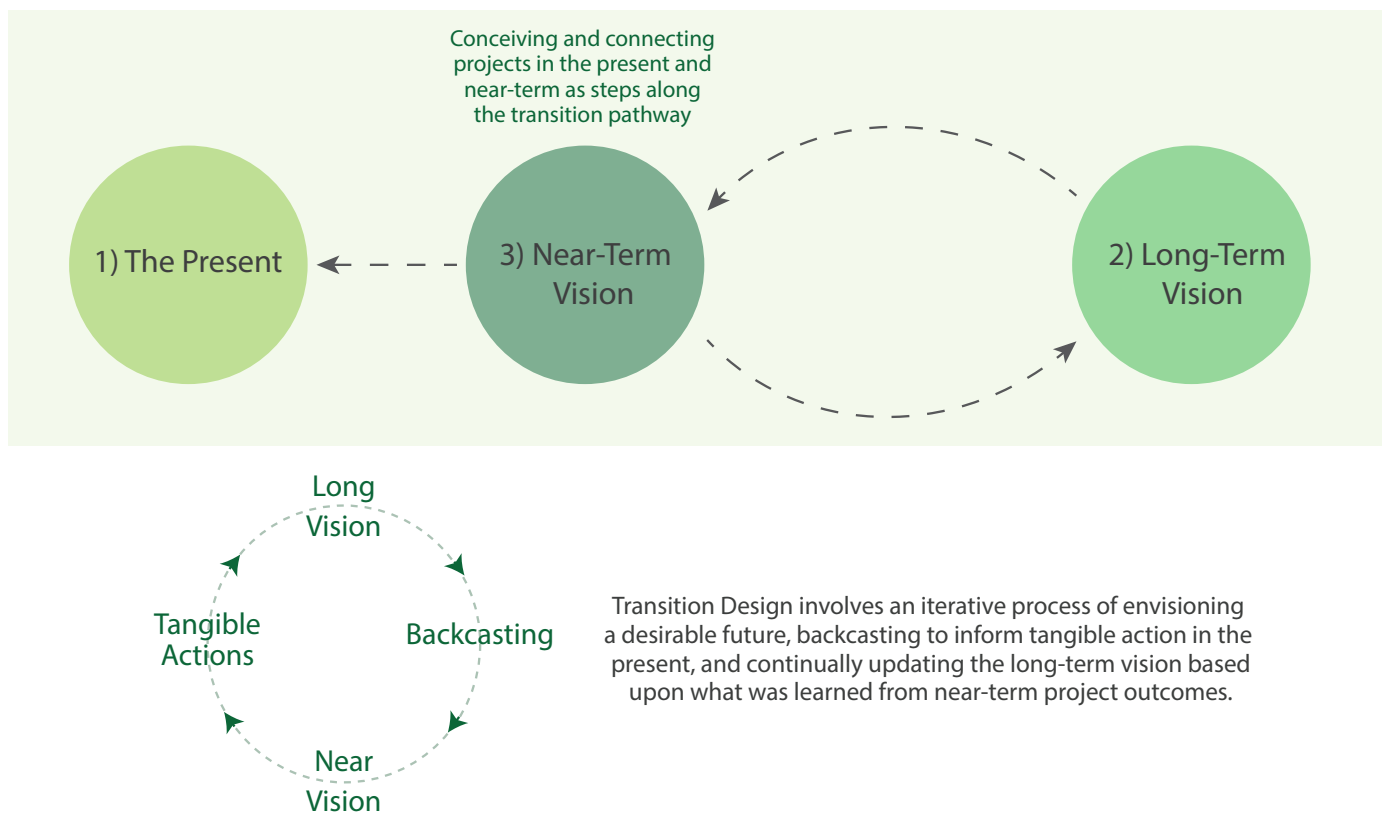 Conceiving and connecting
projects in the present and
near-term as steps along
the transition pathway
1) The Present
3) Near-Term
Vision
2) Long-Term
Vision
Long
Vision
Tangible
Actions
Backcasting
Near
Vision
Transition Design involves an iterative process of envisioning
a desirable future, backcasting to inform tangible action in the
present, and continually updating the long-term vision based
upon what was learned from near-term project outcomes.